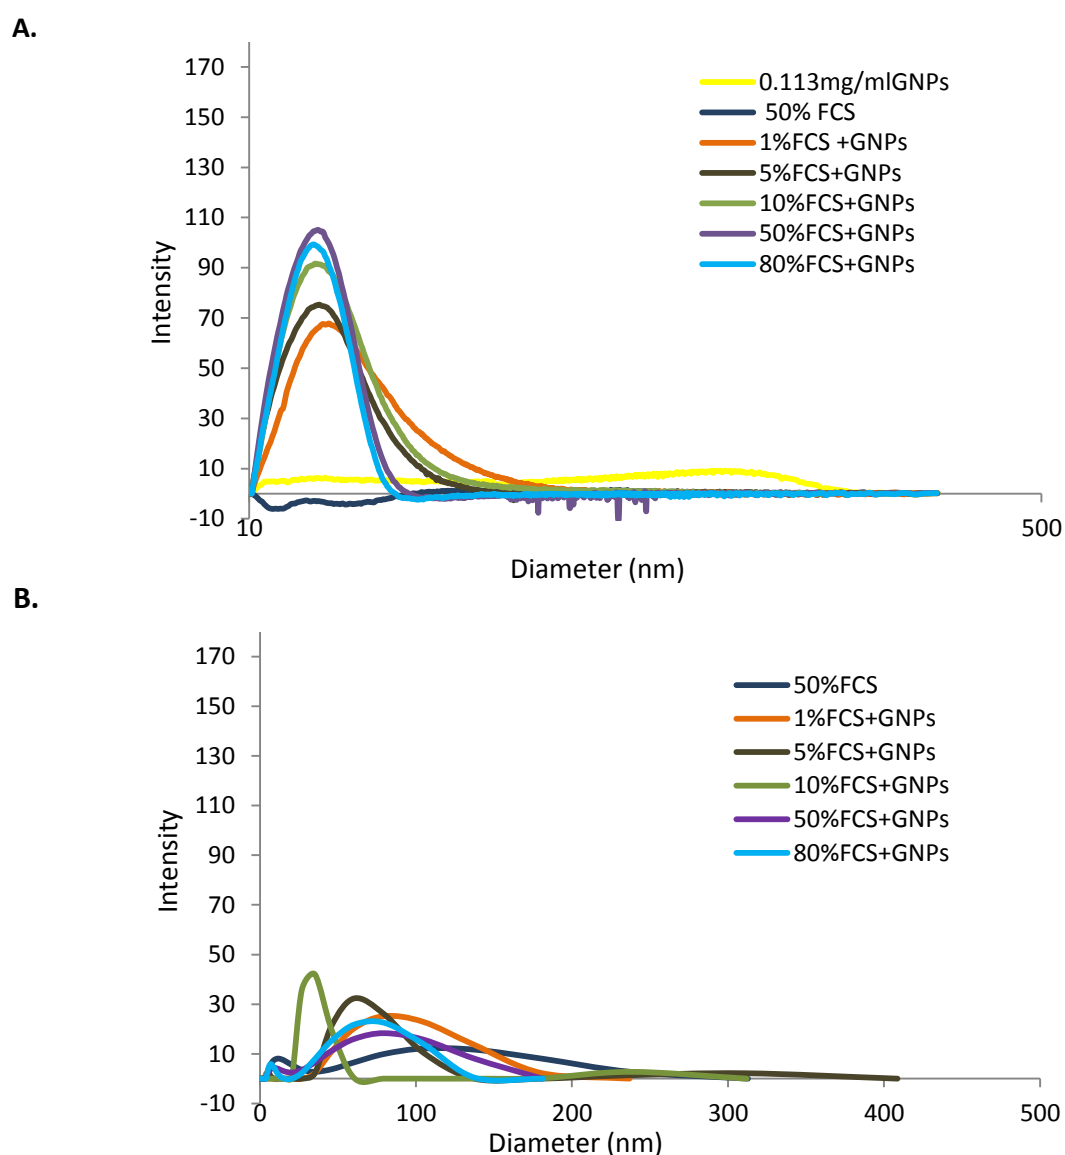 A.
170
150
130
110
90
70
50
30
10
-10
Intensity
0.113mg/mlGNPs
50% FCS
1%FCS +GNPs
5%FCS+GNPs
10%FCS+GNPs
50%FCS+GNPs
80%FCS+GNPs
10
500
Diameter (nm)
B.
170
150
130
110
90
70
50
30
10
-10
Intensity
50%FCS
1%FCS+GNPs
5%FCS+GNPs
10%FCS+GNPs
50%FCS+GNPs
80%FCS+GNPs
0 100 200 300 400 500
Diameter (nm)